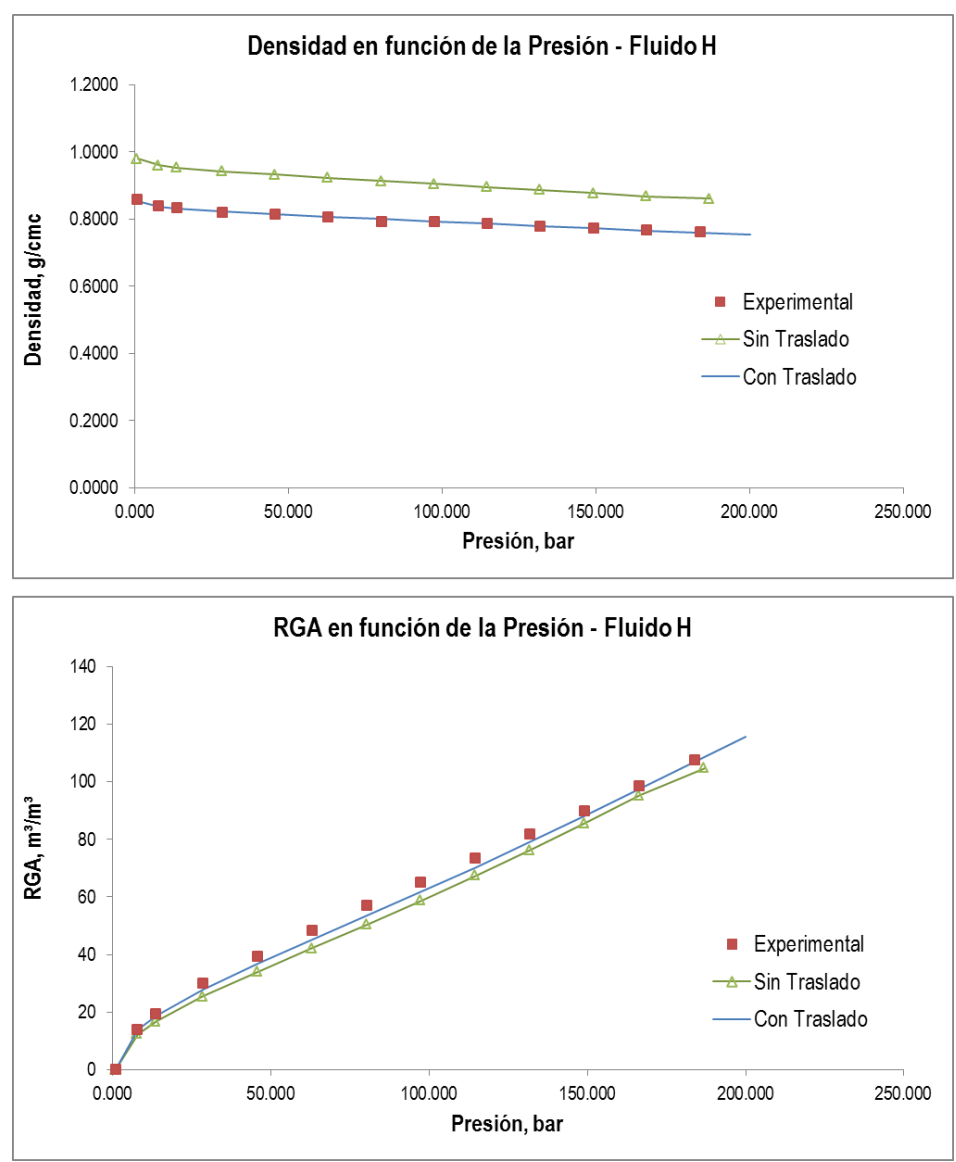 Densidad en función de la Presión - Fluido H
1.2000
1.0000
0.8000
0.6000
0.4000
0.2000
0.0000
Densidad, g/cmc
0.000 50.000 100.000 150.000 200.000 250.000
Presión, bar
Experimental
Sin Traslado
Con Traslado
RGA en función de la Presión - Fluido H
140
120
100
80
60
40
20
0
RGA, m³/m³
0.000 50.000 100.000 150.000 200.000 250.000
Presión, bar
Experimental
Sin Traslado
Con Traslado